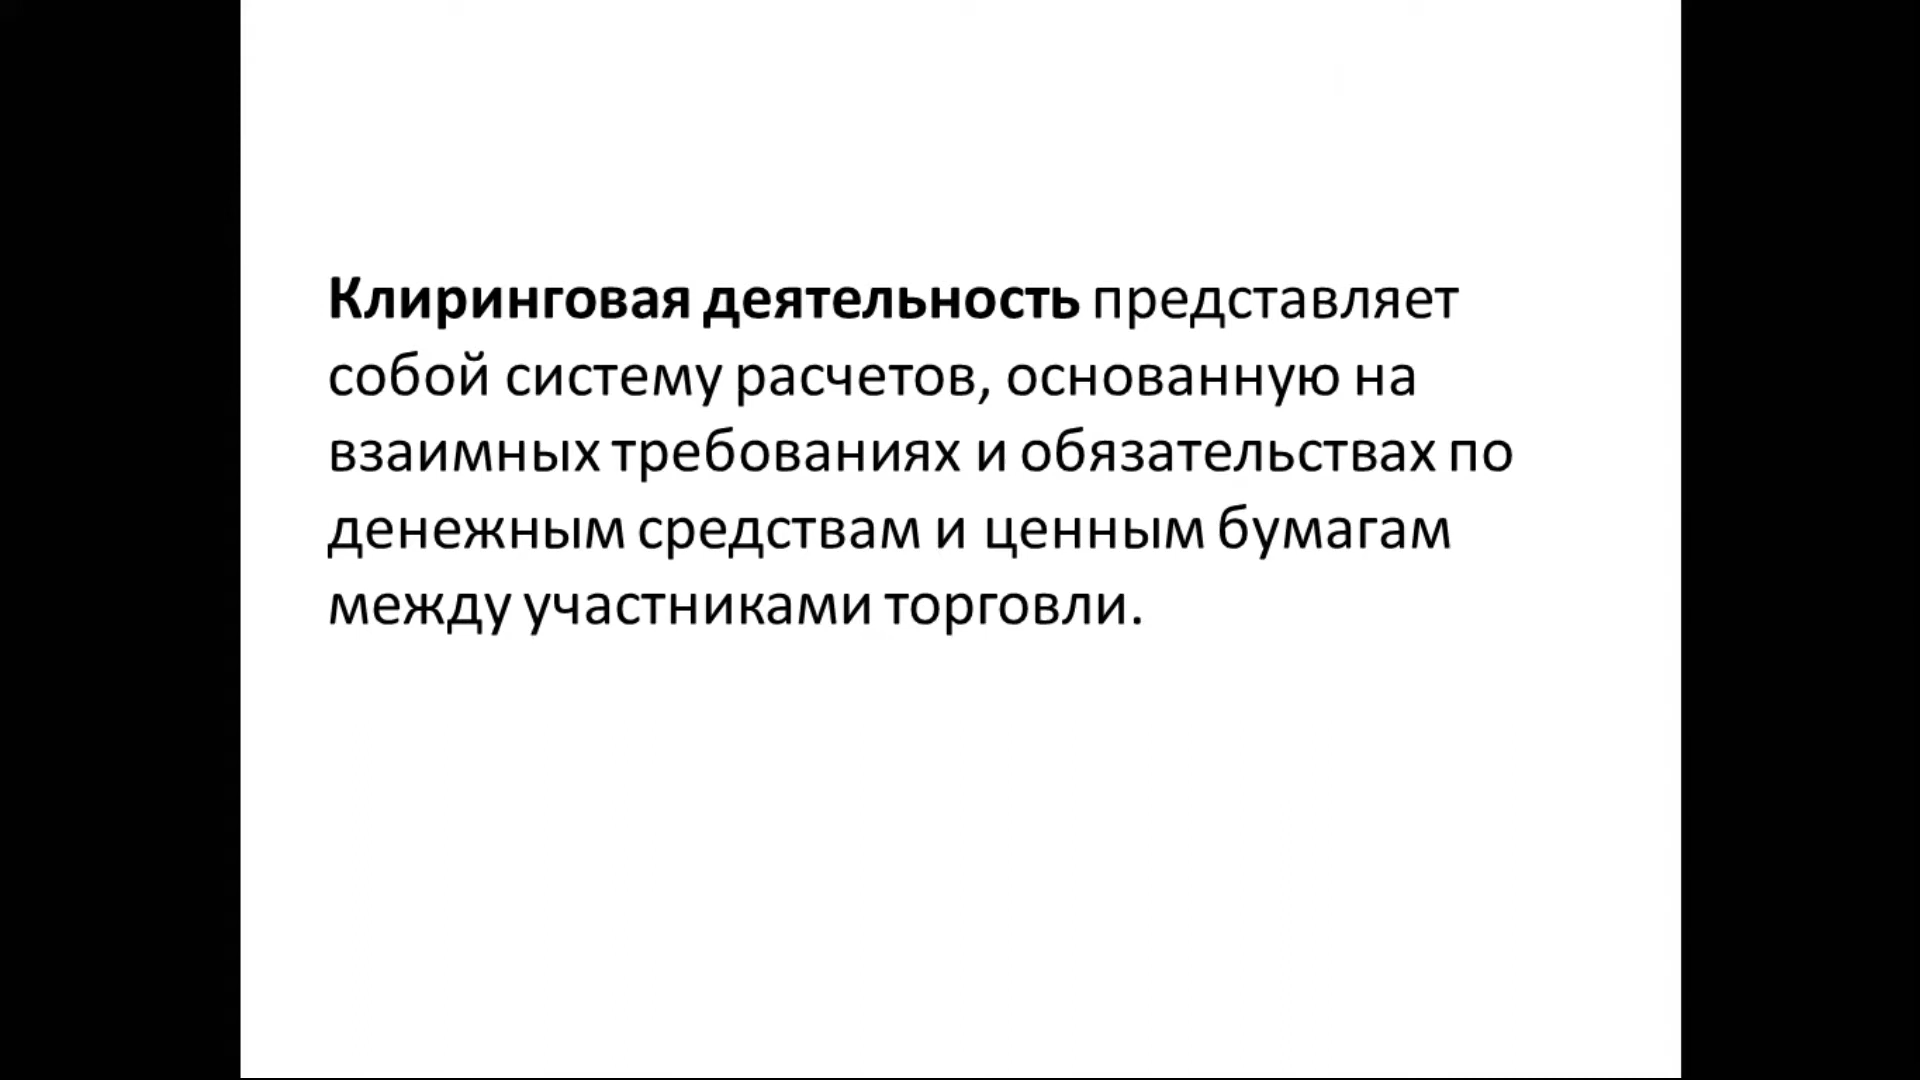 Клиринговая деятельность представляет
собой систему расчетов, основанную на
взаимных требованиях и обязательствах по
денежным средствам и ценным бумагам
между участниками торговли.